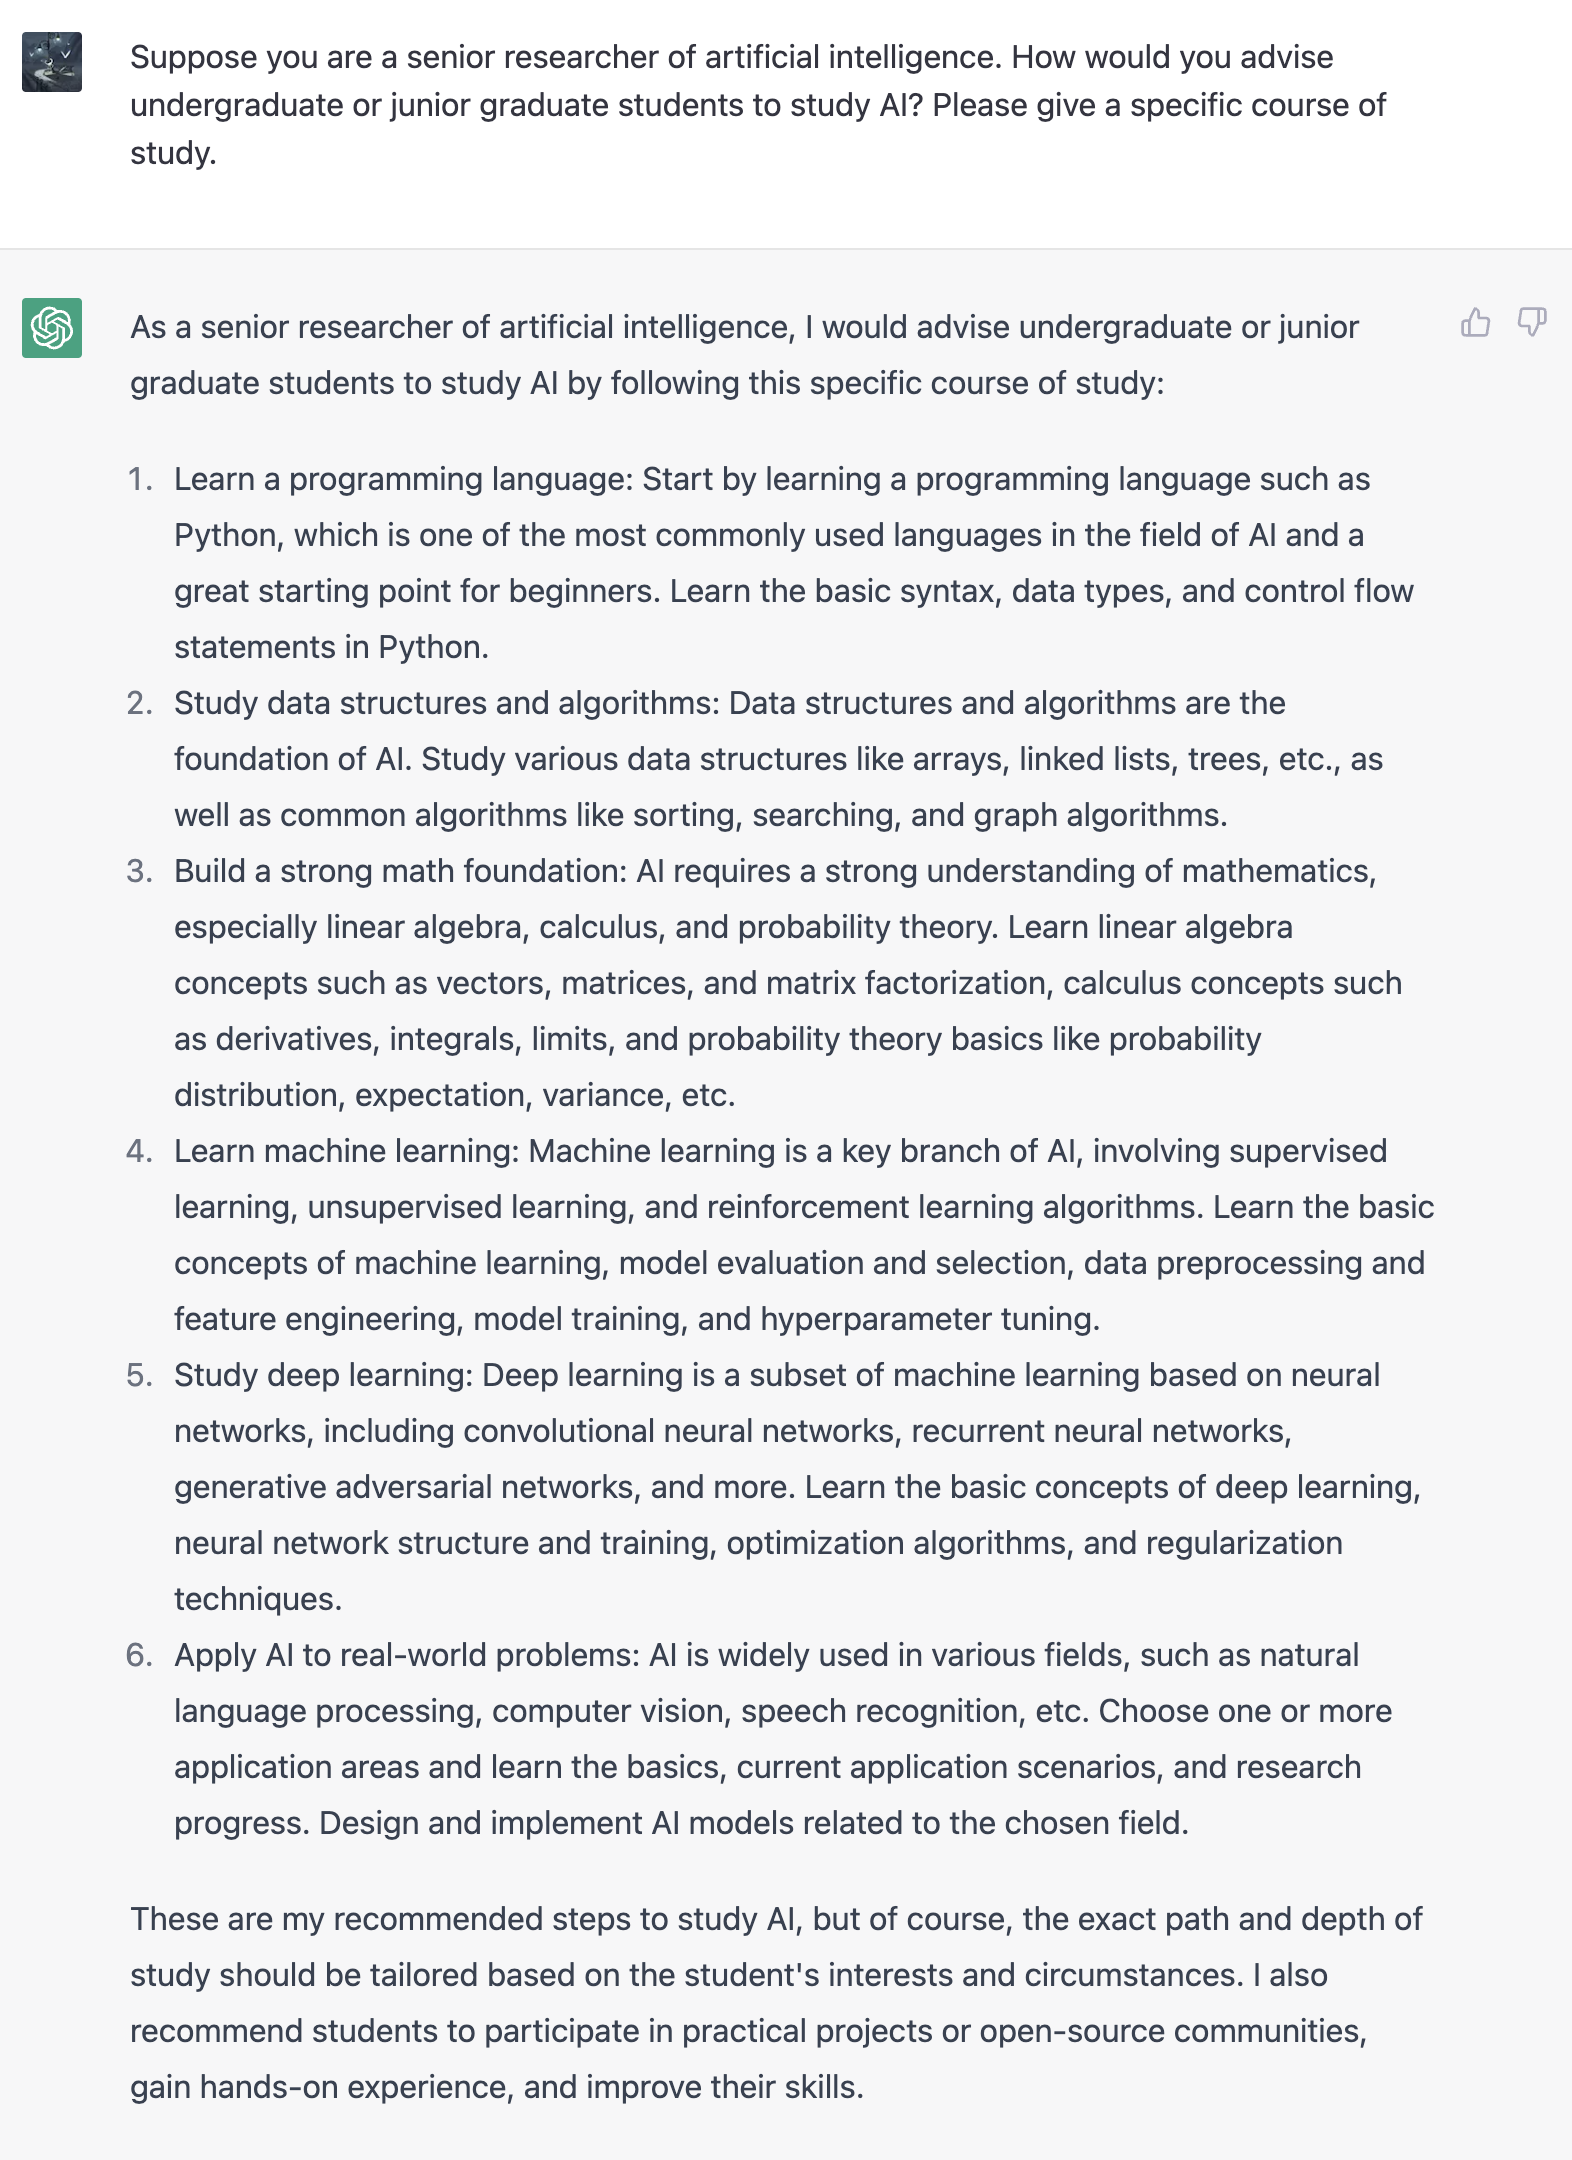 Suppose you are a senior researcher of artificial intelligence. How would you advise
undergraduate or junior graduate students to study AI? Please give a specific course of
study.
As a senior researcher of artificial intelligence, I would advise undergraduate or junior
graduate students to study AI by following this specific course of study:
1. Learn a programming language: Start by learning a programming language such as
Python, which is one of the most commonly used languages in the field of AI and a
great starting point for beginners. Learn the basic syntax, data types, and control flow
statements in Python.
2. Study data structures and algorithms: Data structures and algorithms are the
foundation of AI. Study various data structures like arrays, linked lists, trees, etc., as
well as common algorithms like sorting, searching, and graph algorithms.
3. Build a strong math foundation: AI requires a strong understanding of mathematics,
especially linear algebra, calculus, and probability theory. Learn linear algebra
concepts such as vectors, matrices, and matrix factorization, calculus concepts such
as derivatives, integrals, limits, and probability theory basics like probability
distribution, expectation, variance, etc.
4. Learn machine learning: Machine learning is a key branch of AI, involving supervised
learning, unsupervised learning, and reinforcement learning algorithms. Learn the basic
concepts of machine learning, model evaluation and selection, data preprocessing and
feature engineering, model training, and hyperparameter tuning.
5. Study deep learning: Deep learning is a subset of machine learning based on neural
networks, including convolutional neural networks, recurrent neural networks,
generative adversarial networks, and more. Learn the basic concepts of deep learning,
neural network structure and training, optimization algorithms, and regularization
techniques.
6. Apply AI to real-world problems: AI is widely used in various fields, such as natural
language processing, computer vision, speech recognition, etc. Choose one or more
application areas and learn the basics, current application scenarios, and research
progress. Design and implement AI models related to the chosen field.
These are my recommended steps to study AI, but of course, the exact path and depth of
study should be tailored based on the student's interests and circumstances. I also
recommend students to participate in practical projects or open-source communities,
gain hands-on experience, and improve their skills.